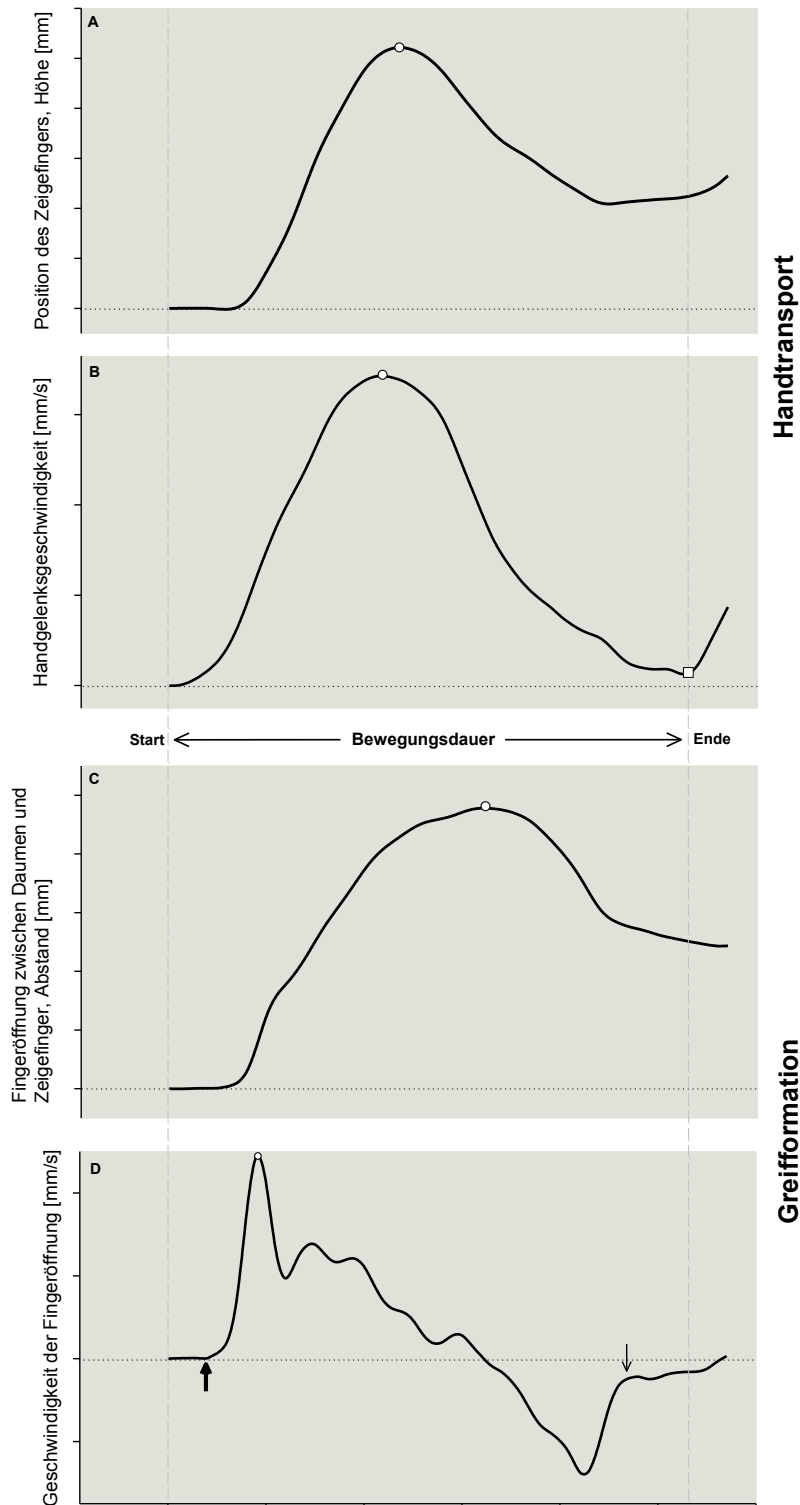 A
Position des Zeigefingers, Höhe [mm]
Handtransport
B
Handgelenksgeschwindigkeit [mm/s]
Start
Bewegungsdauer
Ende
C
Fingeröffnung zwischen Daumen und
Zeigefinger, Abstand [mm]
Greifformation
D
Geschwindigkeit der Fingeröffnung [mm/s]